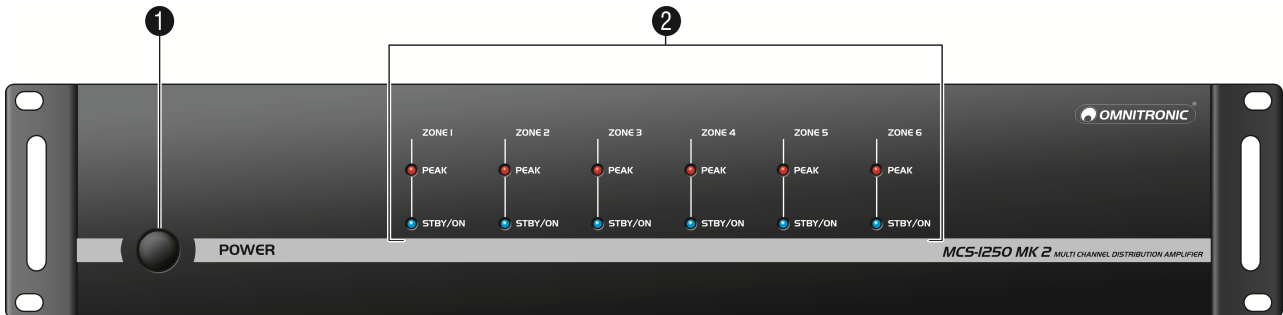 1 2
OMNITRONIC®
ZONE 1 ZONE 2 ZONE 3 ZONE 4 ZONE 5 ZONE 6
PEAK PEAK PEAK PEAK PEAK PEAK
STBY/ON STBY/ON STBY/ON STBY/ON STBY/ON STBY/ON
POWER MCS-1250 MK 2 MULTI CHANNEL DISTRIBUTION AMPLIFIER